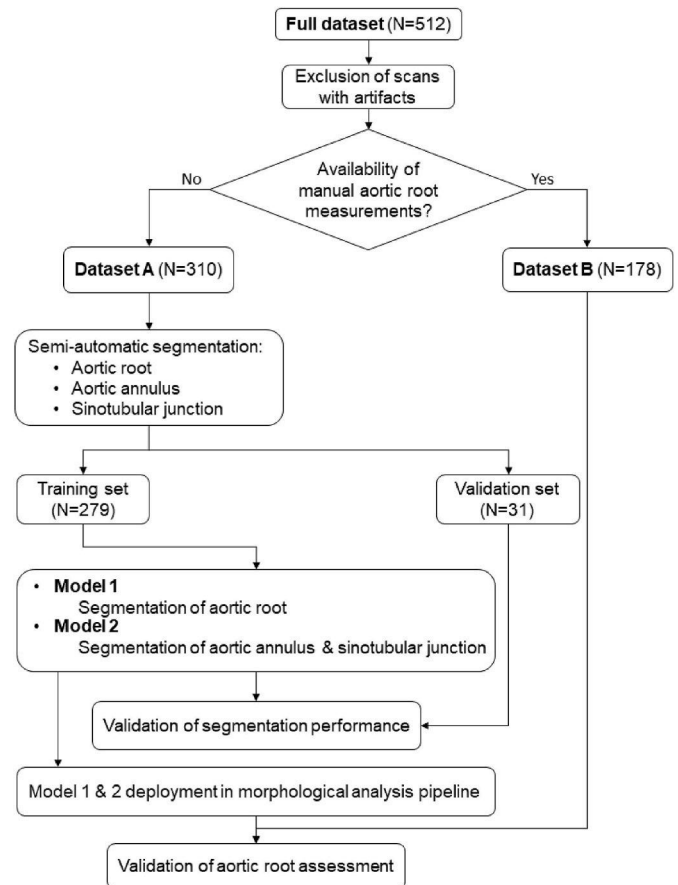 Full dataset (N=512)
Exclusion of scans
with artifacts
Availability of
manual aortic root
measurements?
No
Yes
Dataset A (N=310)
Dataset B (N=178)
Semi-automatic segmentation:
• Aortic root
• Aortic annulus
• Sinotubular junction
Training set
(N=279)
Validation set
(N=31)
• Model 1
Segmentation of aortic root
• Model 2
Segmentation of aortic annulus & sinotubular junction
Validation of segmentation performance
Model 1 & 2 deployment in morphological analysis pipeline
Validation of aortic root assessment